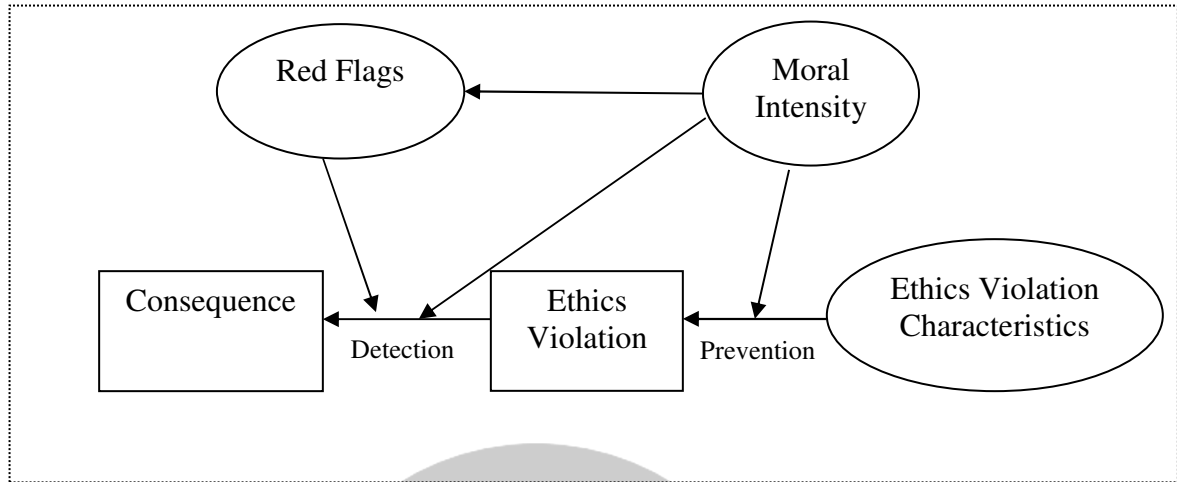 Red Flags
Moral
Intensity
Consequence
Ethics
Violation
Ethics Violation
Characteristics
Detection
Prevention